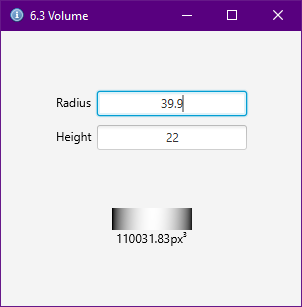 6.3 Volume
Radius 39.9
Height 22
110031.83px³